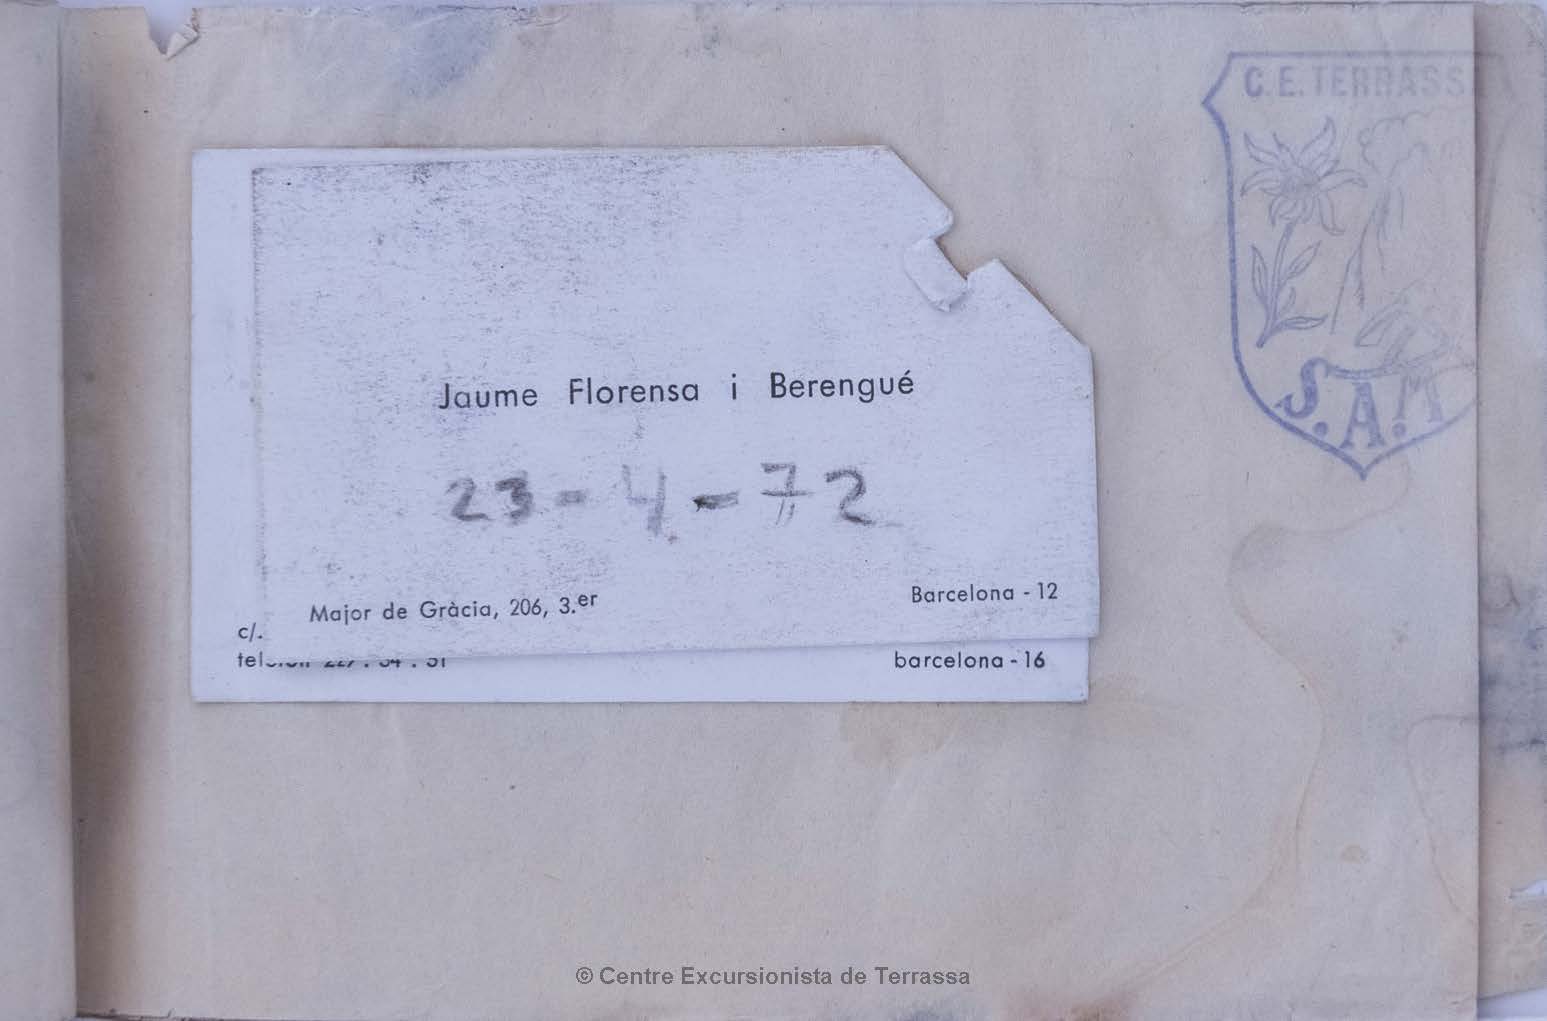 C. E. TERRASS
S. A. M
Jaume Florensa i Berengué
23 - 4 - 72
Major de Gràcia, 206, 3.er
Barcelona - 12
c/.
barcelona - 16
© Centre Excursionista de Terrassa